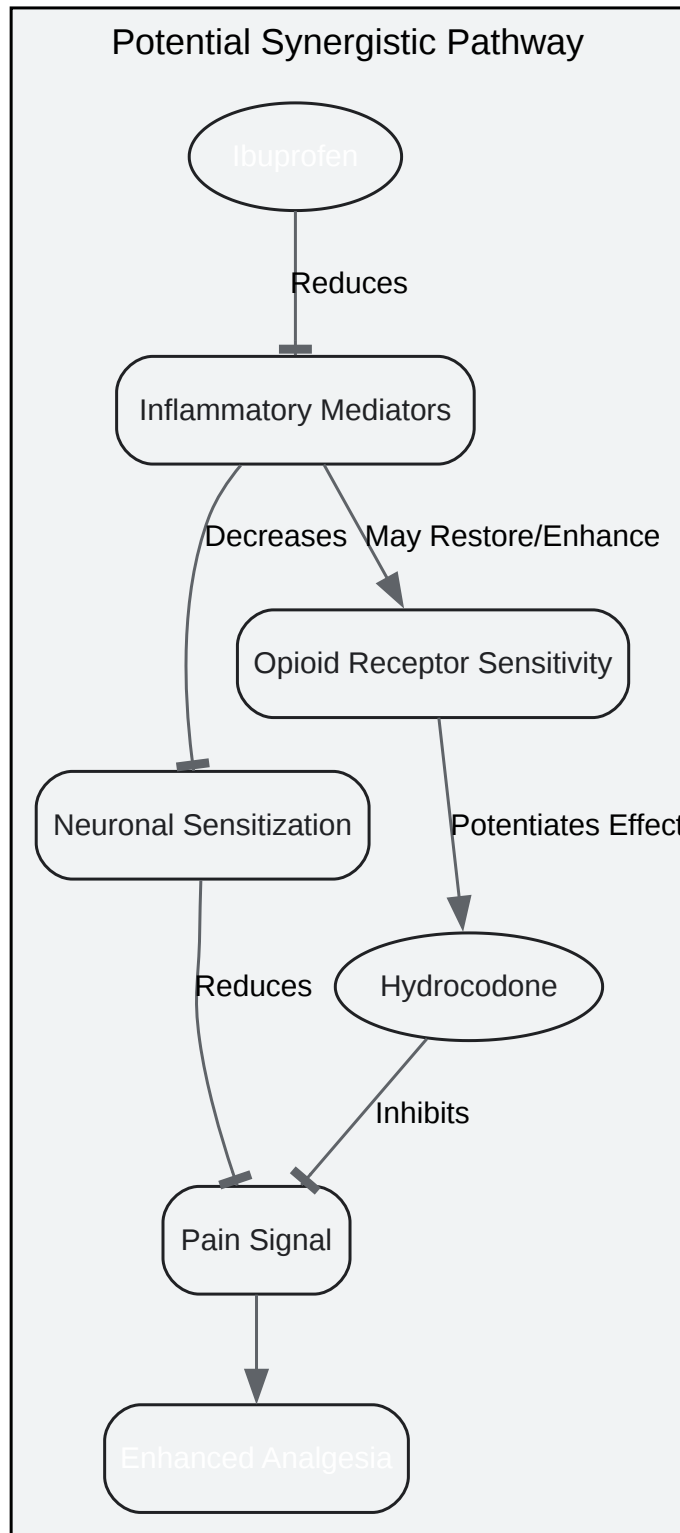 Potential Synergistic Pathway
Ibuprofen
Reduces
Inflammatory Mediators
Decreases
May Restore/Enhance
Opioid Receptor Sensitivity
Neuronal Sensitization
Potentiates Effect
Reduces
Hydrocodone
Inhibits
Pain Signal
Enhanced Analgesia